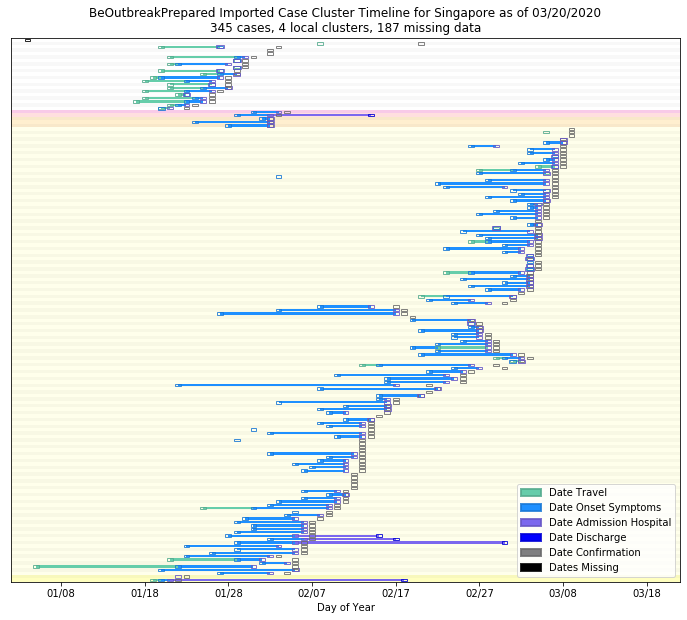 BeOutbreakPrepared Imported Case Cluster Timeline for Singapore as of 03/20/2020
345 cases, 4 local clusters, 187 missing data
Date Travel
Date Onset Symptoms
Date Admission Hospital
Date Discharge
Date Confirmation
Dates Missing
01/08 01/18 01/28 02/07 02/17 02/27 03/08 03/18
Day of Year